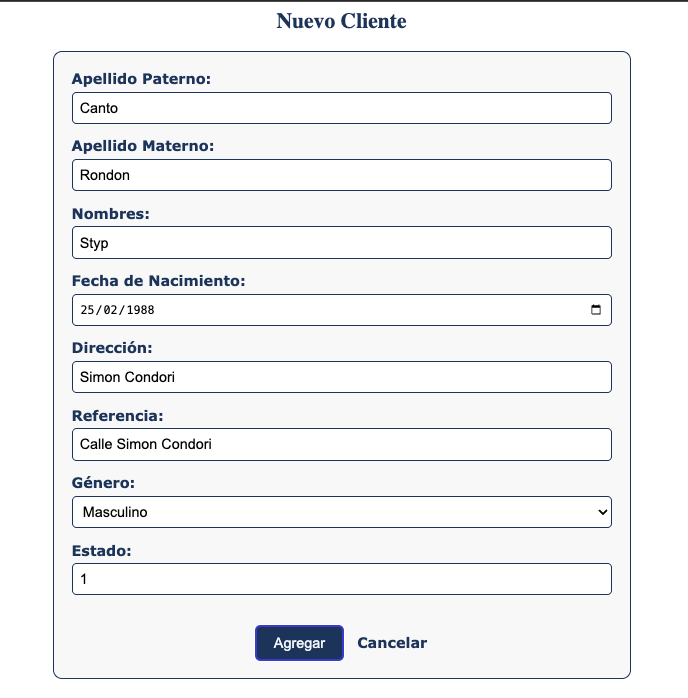 Nuevo Cliente
Apellido Paterno:
Canto
Apellido Materno:
Rondon
Nombres:
Styp
Fecha de Nacimiento:
25/02/1988
Dirección:
Simon Condori
Referencia:
Calle Simon Condori
Género:
Masculino
Estado:
1
Agregar Cancelar